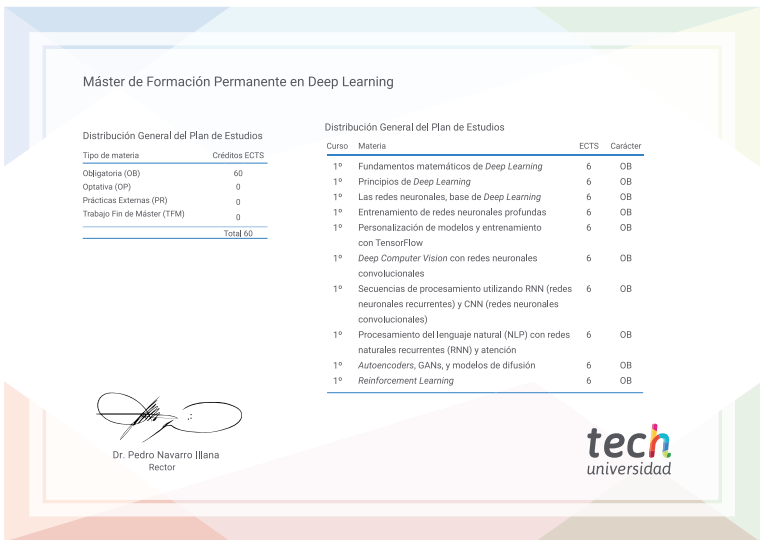 Máster de Formación Permanente en Deep Learning
Distribución General del Plan de Estudios
Tipo de materia Créditos ECTS
Obligatoria (OB) 60
Optativa (OP) 0
Prácticas Externas (PR) 0
Trabajo Fin de Máster (TFM) 0
Total 60
Distribución General del Plan de Estudios
Curso Materia ECTS Carácter
1º Fundamentos matemáticos de Deep Learning 6 OB
1º Principios de Deep Learning 6 OB
1º Las redes neuronales, base de Deep Learning 6 OB
1º Entrenamiento de redes neuronales profundas 6 OB
1º Personalización de modelos y entrenamiento 6 OB
con TensorFlow
1º Deep Computer Vision con redes neuronales 6 OB
convolucionales
1º Secuencias de procesamiento utilizando RNN (redes 6 OB
neuronales recurrentes) y CNN (redes neuronales
convolucionales)
1º Procesamiento del lenguaje natural (NLP) con redes 6 OB
naturales recurrentes (RNN) y atención
1º Autoencoders, GANs, y modelos de difusión 6 OB
1º Reinforcement Learning 6 OB
Dr. Pedro Navarro Illana
Rector
tech
universidad